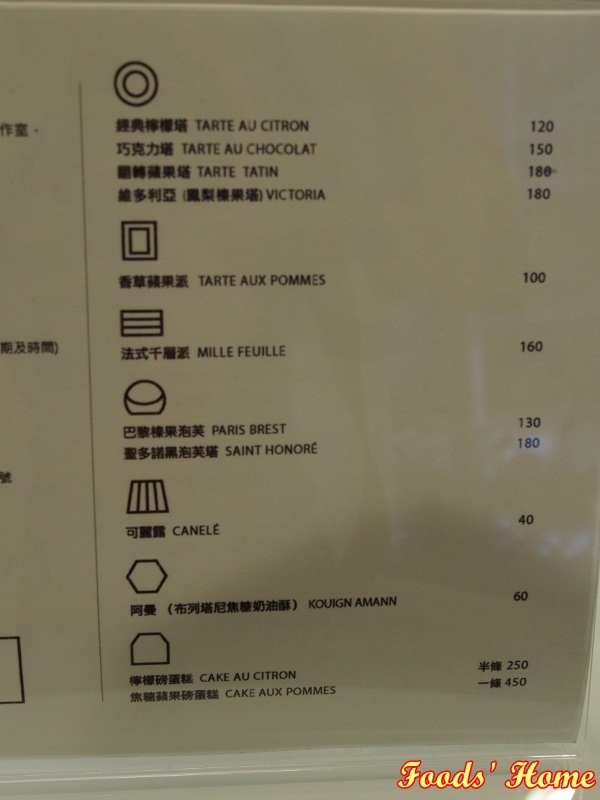 作室。
經典檸檬塔 TARTE AU CITRON 120
巧克力塔 TARTE AU CHOCOLAT 150
翻轉蘋果塔 TARTE TATIN 180
維多利亞 (鳳梨榛果塔) VICTORIA 180
香草蘋果派 TARTE AUX POMMES 100
期及時間)
法式千層派 MILLE FEUILLE 160
巴黎榛果泡芙 PARIS BREST 130
聖多諾黑泡芙塔 SAINT HONORÉ 180
號
可麗露 CANELÉ 40
阿曼 (布列塔尼焦糖奶油酥) KOUIGN AMANN 60
檸檬磅蛋糕 CAKE AU CITRON 半條 250
焦糖蘋果磅蛋糕 CAKE AUX POMMES 一條 450
Foods' Home